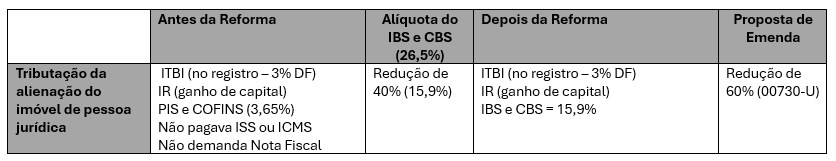 Antes da Reforma
Alíquota do
IBS e CBS
(26,5%)
Depois da Reforma
Proposta de
Emenda
Tributação da
alienação do
imóvel de pessoa
jurídica
ITBI (no registro – 3% DF)
IR (ganho de capital)
PIS e COFINS (3,65%)
Não pagava ISS ou ICMS
Não demanda Nota Fiscal
Redução de
40% (15,9%)
ITBI (no registro – 3% DF)
IR (ganho de capital)
IBS e CBS = 15,9%
Redução de
60% (00730-U)